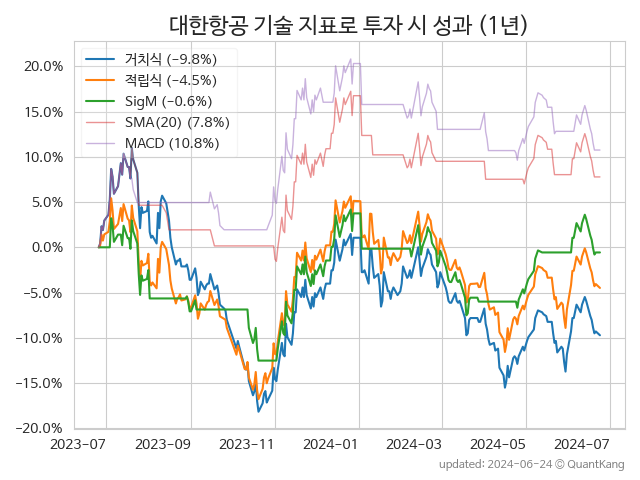 대한항공 기술 지표로 투자 시 성과 (1년)
20.0%
15.0%
10.0%
5.0%
0.0%
−5.0%
−10.0%
−15.0%
−20.0%
거치식 (−9.8%)
적립식 (−4.5%)
SigM (−0.6%)
SMA(20) (7.8%)
MACD (10.8%)
2023-07 2023-09 2023-11 2024-01 2024-03 2024-05 2024-07
updated: 2024-06-24 © QuantKang